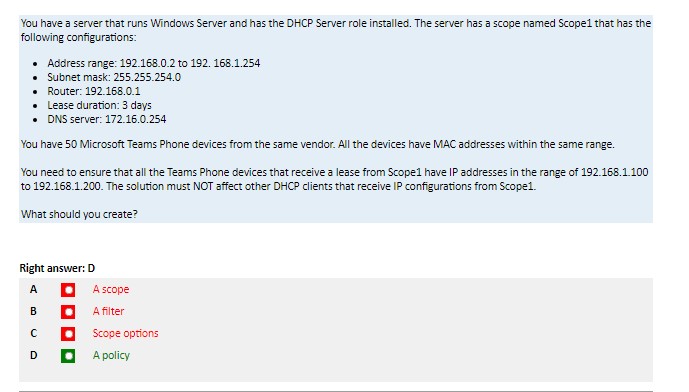 You have a server that runs Windows Server and has the DHCP Server role installed. The server has a scope named Scope1 that has the
following configurations:
• Address range: 192.168.0.2 to 192. 168.1.254
• Subnet mask: 255.255.254.0
• Router: 192.168.0.1
• Lease duration: 3 days
• DNS server: 172.16.0.254
You have 50 Microsoft Teams Phone devices from the same vendor. All the devices have MAC addresses within the same range.
You need to ensure that all the Teams Phone devices that receive a lease from Scope1 have IP addresses in the range of 192.168.1.100
to 192.168.1.200. The solution must NOT affect other DHCP clients that receive IP configurations from Scope1.
What should you create?
Right answer: D
A A scope
B A filter
C Scope options
D A policy